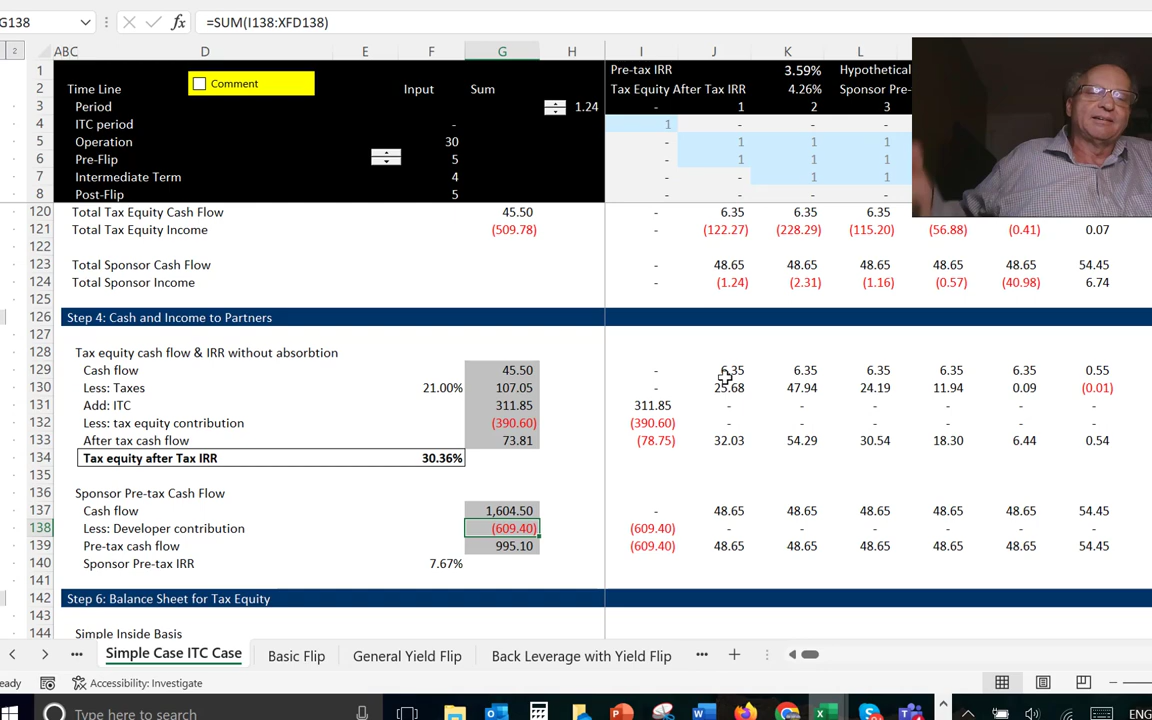 G138 =SUM(I138:XFD138)
2 ABC D E F G H I J K L
1 Pre-tax IRR 3.59% Hypothetical
Comment
2 Time Line Input Sum Tax Equity After Tax IRR 4.26% Sponsor Pre-
3 Period 1.24 - 1 2 3
4 ITC period - 1 - - -
5 Operation 30 - 1 1 1
6 Pre-Flip 5 - 1 1 1
7 Intermediate Term 4 - - 1 1
8 Post-Flip 5 - - - -
120 Total Tax Equity Cash Flow 45.50 - 6.35 6.35 6.35 6.35 6.35 0.55
121 Total Tax Equity Income (509.78) - (122.27) (228.29) (115.20) (56.88) (0.41) 0.07
122
123 Total Sponsor Cash Flow 48.65 48.65 48.65 48.65 48.65 54.45
124 Total Sponsor Income - (1.24) (2.31) (1.16) (0.57) (40.98) 6.74
125
126 Step 4: Cash and Income to Partners
127
128 Tax equity cash flow & IRR without absorbtion
129 Cash flow 45.50 - 6.35 6.35 6.35 6.35 6.35 0.55
130 Less: Taxes 21.00% 107.05 - 25.68 47.94 24.19 11.94 0.09 (0.01)
131 Add: ITC 311.85 311.85 - - - - - -
132 Less: tax equity contribution (390.60) (390.60) - - - - - -
133 After tax cash flow 73.81 (78.75) 32.03 54.29 30.54 18.30 6.44 0.54
134 Tax equity after Tax IRR 30.36%
135
136 Sponsor Pre-tax Cash Flow
137 Cash flow 1,604.50 - 48.65 48.65 48.65 48.65 48.65 54.45
138 Less: Developer contribution (609.40) (609.40) - - - - - -
139 Pre-tax cash flow 995.10 (609.40) 48.65 48.65 48.65 48.65 48.65 54.45
140 Sponsor Pre-tax IRR 7.67%
141
142 Step 6: Balance Sheet for Tax Equity
143
144 Simple Inside Basis
Simple Case ITC Case Basic Flip General Yield Flip Back Leverage with Yield Flip
eady Accessibility: Investigate
Type here to search ENG